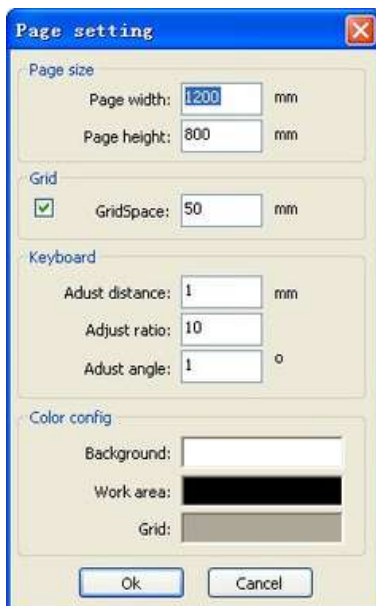 Page setting
Page size
Page width: 1200 mm
Page height: 800 mm
Grid
GridSpace: 50 mm
Keyboard
Adust distance: 1 mm
Adjust ratio: 10
Adust angle: 1 o
Color config
Background:
Work area:
Grid:
Ok Cancel